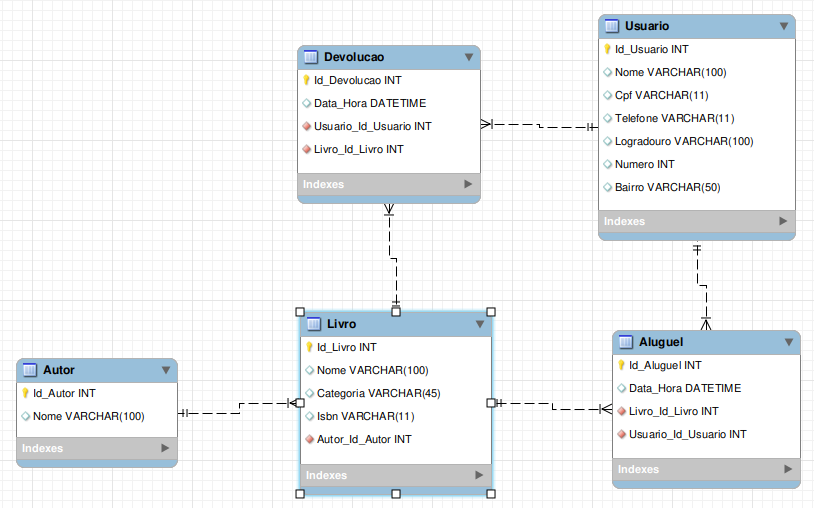 Devolucao
Id_Devolucao INT
Data_Hora DATETIME
Usuario_Id_Usuario INT
Livro_Id_Livro INT
Indexes
Usuario
Id_Usuario INT
Nome VARCHAR(100)
Cpf VARCHAR(11)
Telefone VARCHAR(11)
Logradouro VARCHAR(100)
Numero INT
Bairro VARCHAR(50)
Indexes
Autor
Id_Autor INT
Nome VARCHAR(100)
Indexes
Livro
Id_Livro INT
Nome VARCHAR(100)
Categoria VARCHAR(45)
Isbn VARCHAR(11)
Autor_Id_Autor INT
Indexes
Aluguel
Id_Aluguel INT
Data_Hora DATETIME
Livro_Id_Livro INT
Usuario_Id_Usuario INT
Indexes